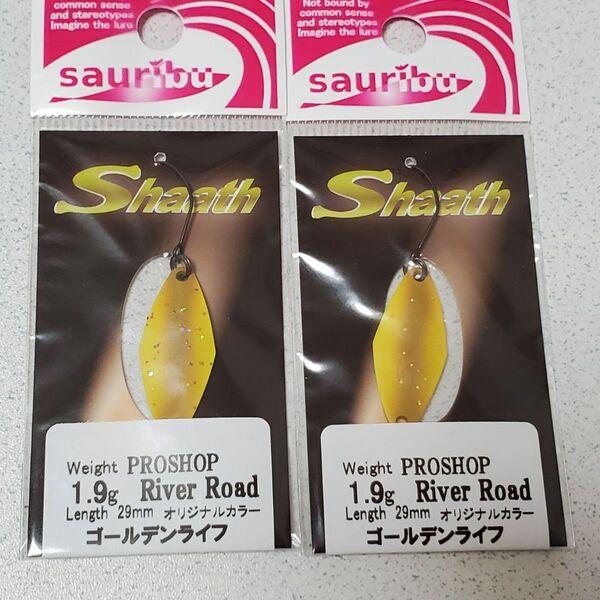 common sense
and stereotypes
Imagine the lure.
sauribu
Shaath
Weight PROSHOP
1.9g River Road
Length 29mm オリジナルカラー
ゴールデンライフ
Not bound by
common sense
and stereotypes
Imagine the lure.
sauribu
Shaath
Weight PROSHOP
1.9g River Road
Length 29mm オリジナルカラー
ゴールデンライフ